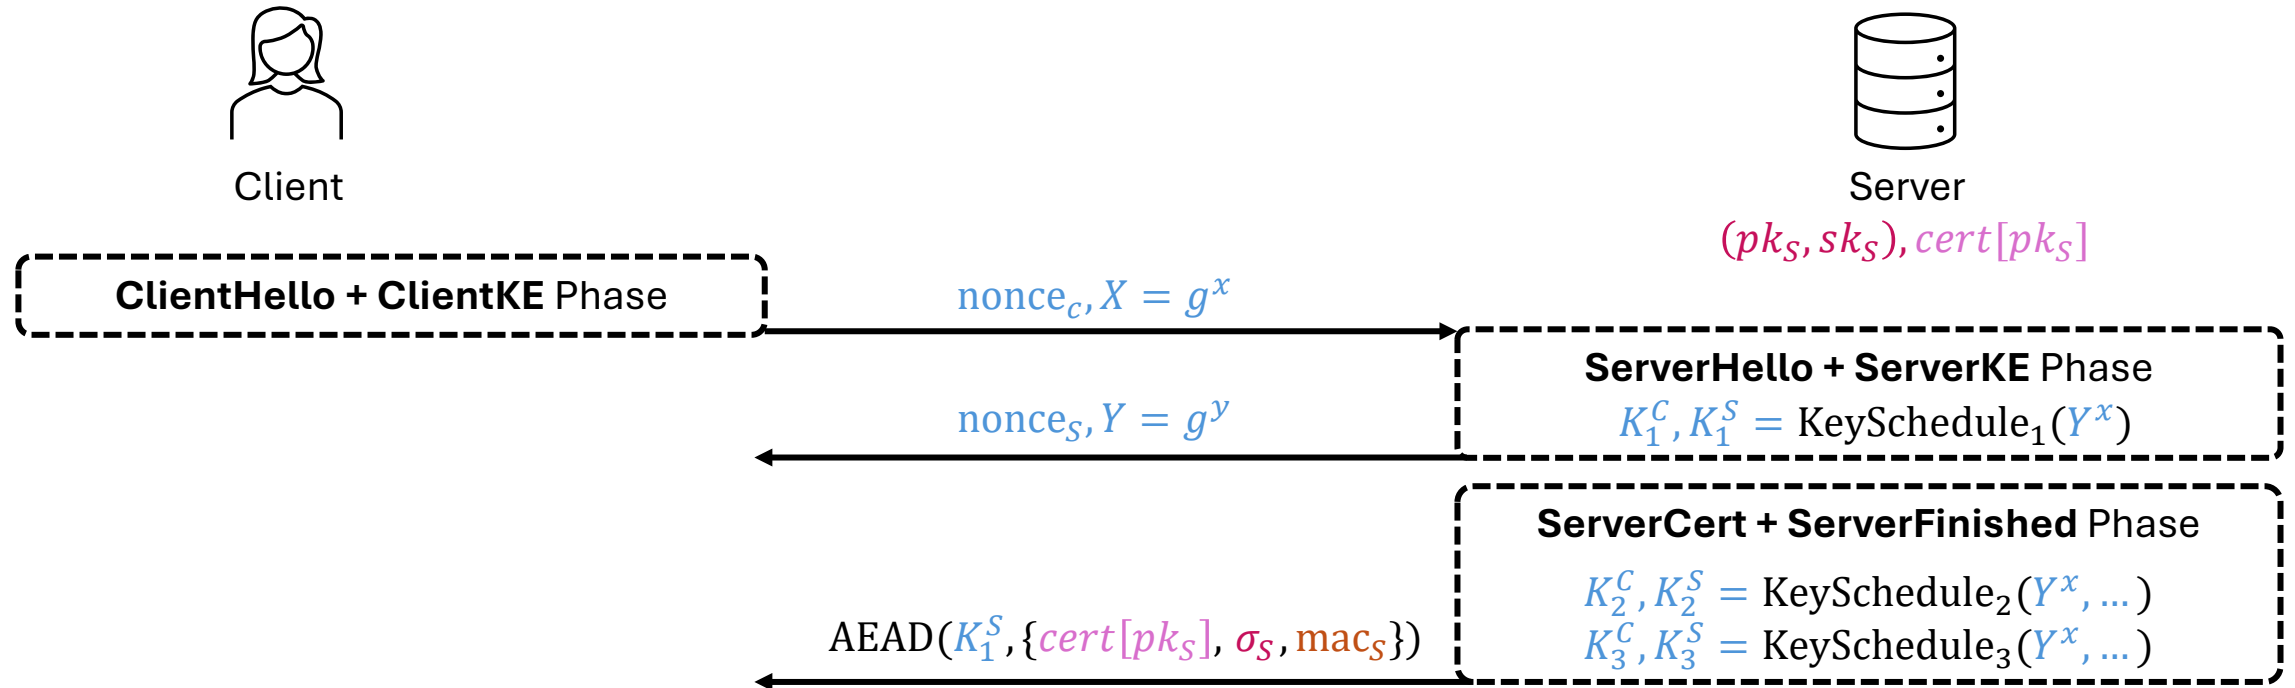 Client
Server
(pk_S, sk_S), cert[pk_S]
ClientHello + ClientKE Phase
nonce_c, X = g^x
ServerHello + ServerKE Phase
K_1^C, K_1^S = KeySchedule_1(Y^x)
nonce_S, Y = g^y
ServerCert + ServerFinished Phase
K_2^C, K_2^S = KeySchedule_2(Y^x, …)
K_3^C, K_3^S = KeySchedule_3(Y^x, …)
AEAD(K_1^S, {cert[pk_S], σ_S, mac_S})